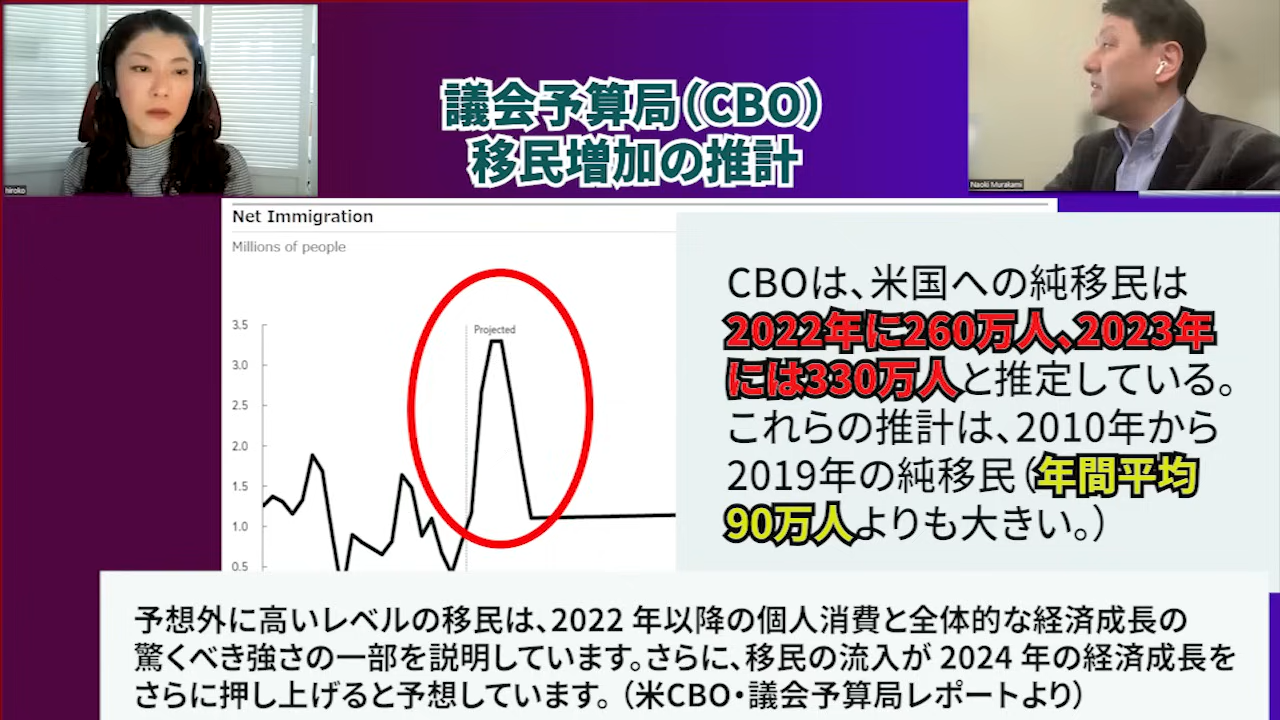 議会予算局（CBO）
移民増加の推計
hiroko
Naoki Murakami
Net Immigration
Millions of people
3.5
3.0
2.5
2.0
1.5
1.0
0.5
Projected
CBOは、米国への純移民は
2022年に260万人、2023年
には330万人と推定している。
これらの推計は、2010年から
2019年の純移民（年間平均
90万人よりも大きい。）
予想外に高いレベルの移民は、2022 年以降の個人消費と全体的な経済成長の
驚くべき強さの一部を説明しています。さらに、移民の流入が 2024 年の経済成長を
さらに押し上げると予想しています。（米CBO・議会予算局レポートより）